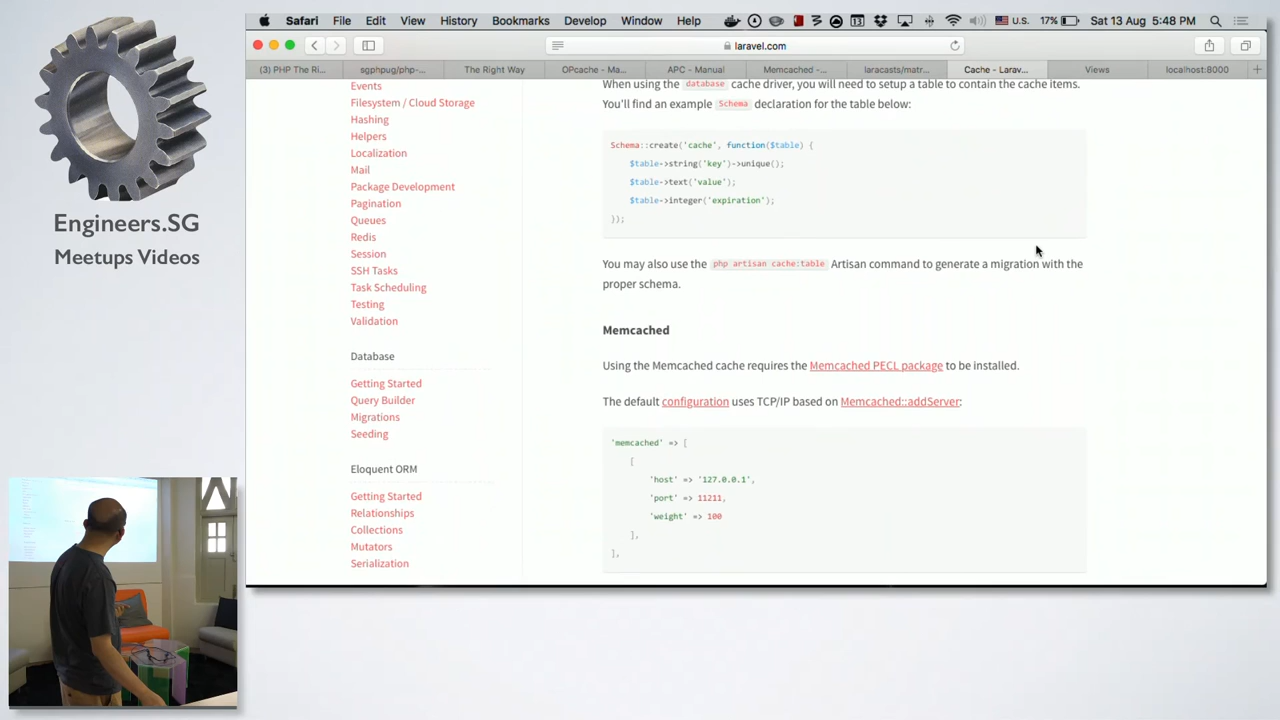 Engineers.SG
Meetups Videos
Safari File Edit View History Bookmarks Develop Window Help
13
U.S. 17% Sat 13 Aug 5:48 PM
laravel.com
(3) PHP The Ri...
sgphpug/php-...
The Right Way
OPcache - Ma...
APC - Manual
Memcached -...
laracasts/matr...
Cache - Larav...
Views
localhost:8000
Events
Filesystem / Cloud Storage
Hashing
Helpers
Localization
Mail
Package Development
Pagination
Queues
Redis
Session
SSH Tasks
Task Scheduling
Testing
Validation
Database
Getting Started
Query Builder
Migrations
Seeding
Eloquent ORM
Getting Started
Relationships
Collections
Mutators
Serialization
When using the database cache driver, you will need to setup a table to contain the cache items.
You'll find an example Schema declaration for the table below:
Schema::create('cache', function($table) {
$table->string('key')->unique();
$table->text('value');
$table->integer('expiration');
});
You may also use the php artisan cache:table Artisan command to generate a migration with the
proper schema.
Memcached
Using the Memcached cache requires the Memcached PECL package to be installed.
The default configuration uses TCP/IP based on Memcached::addServer:
'memcached' => [
[
'host' => '127.0.0.1',
'port' => 11211,
'weight' => 100
],
],